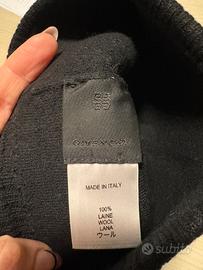 MADE IN ITALY
100%
LAINE
WOOL
LANA
ウール
subito